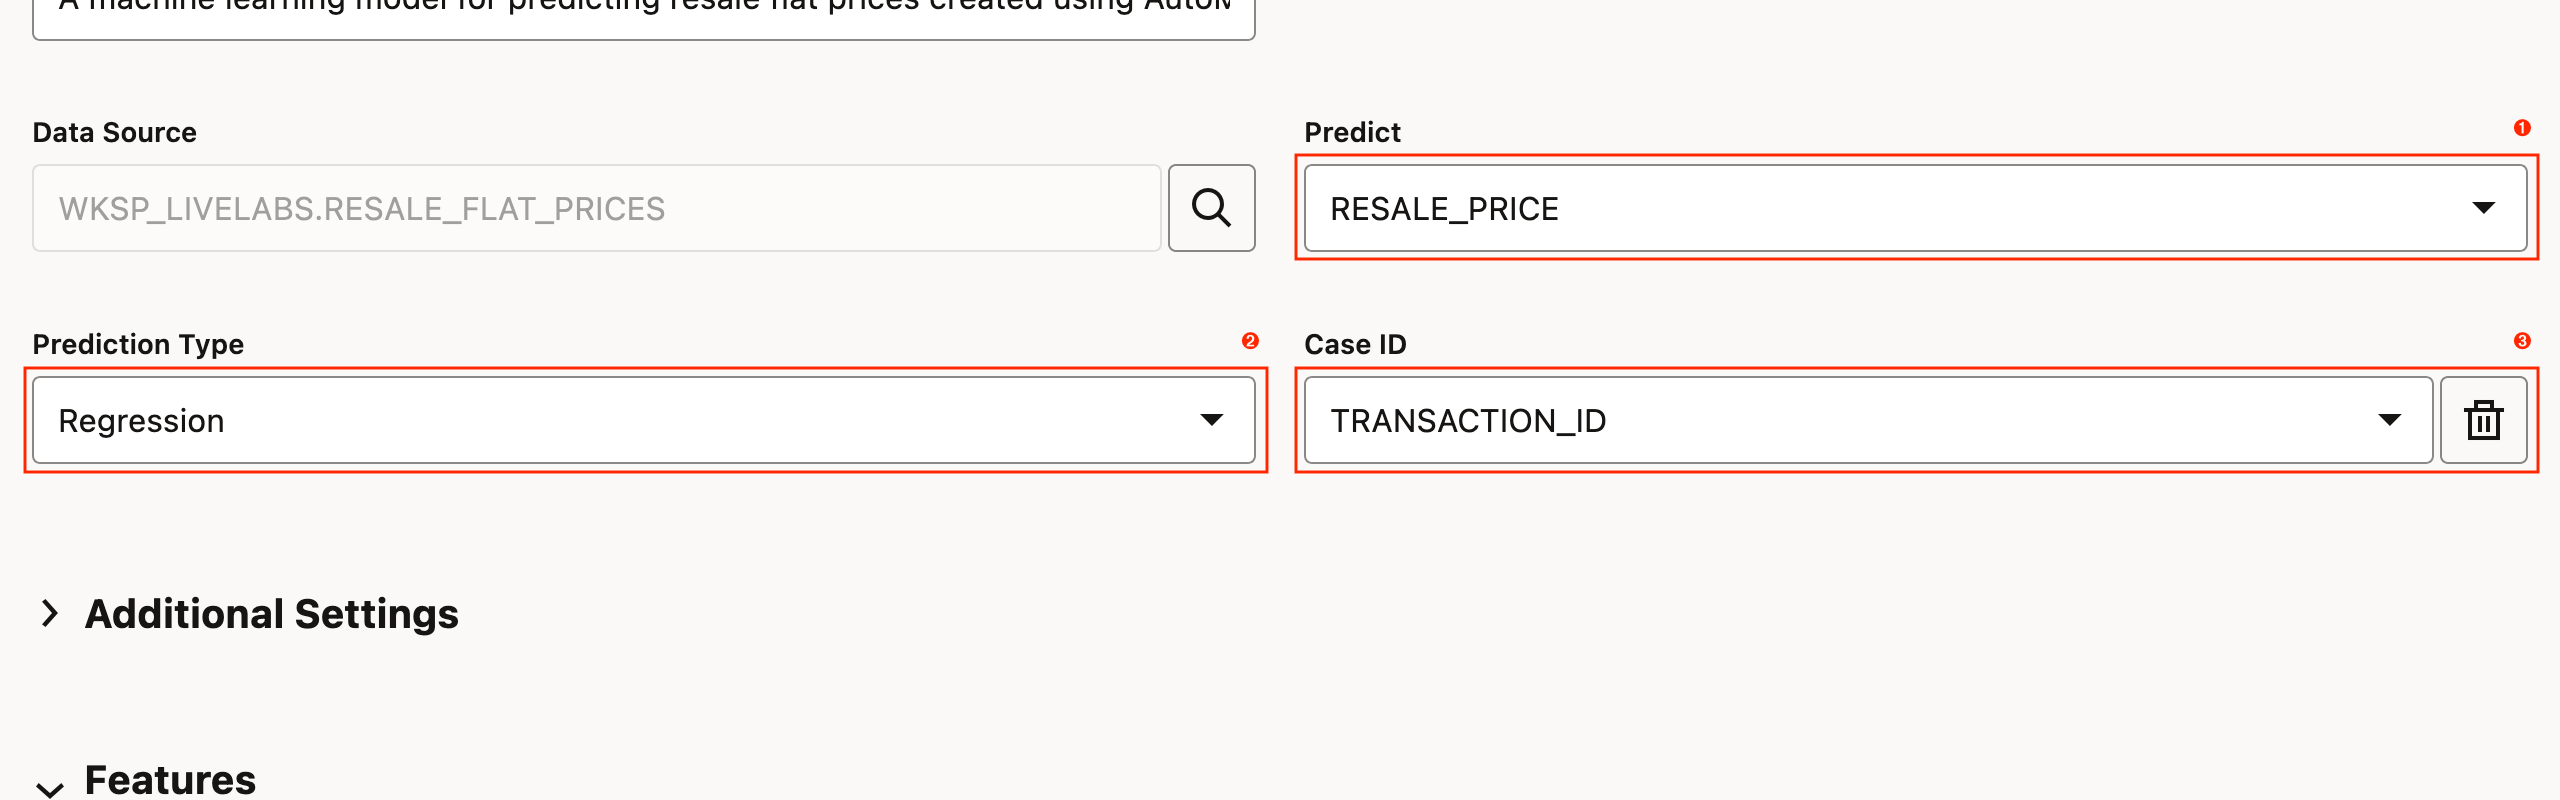 A machine learning model for predicting resale flat prices created using AutoM
Data Source
WKSP_LIVELABS.RESALE_FLAT_PRICES
Predict
1
RESALE_PRICE
Prediction Type
2
Regression
Case ID
3
TRANSACTION_ID
Additional Settings
Features